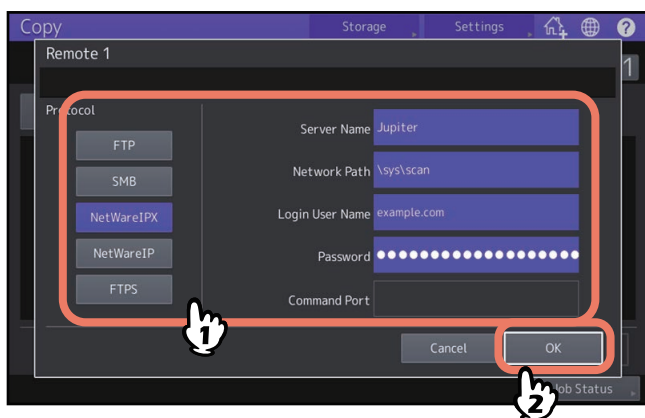 Copy Storage Settings ?
Remote 1
1
Protocol
Server Name Jupiter
FTP
Network Path \sys\scan
SMB
NetWareIPX
Login User Name example.com
NetWareIP
Password ●●●●●●●●●●●●●●●●●●●
FTPS
Command Port
1
Cancel OK
2
Job Status